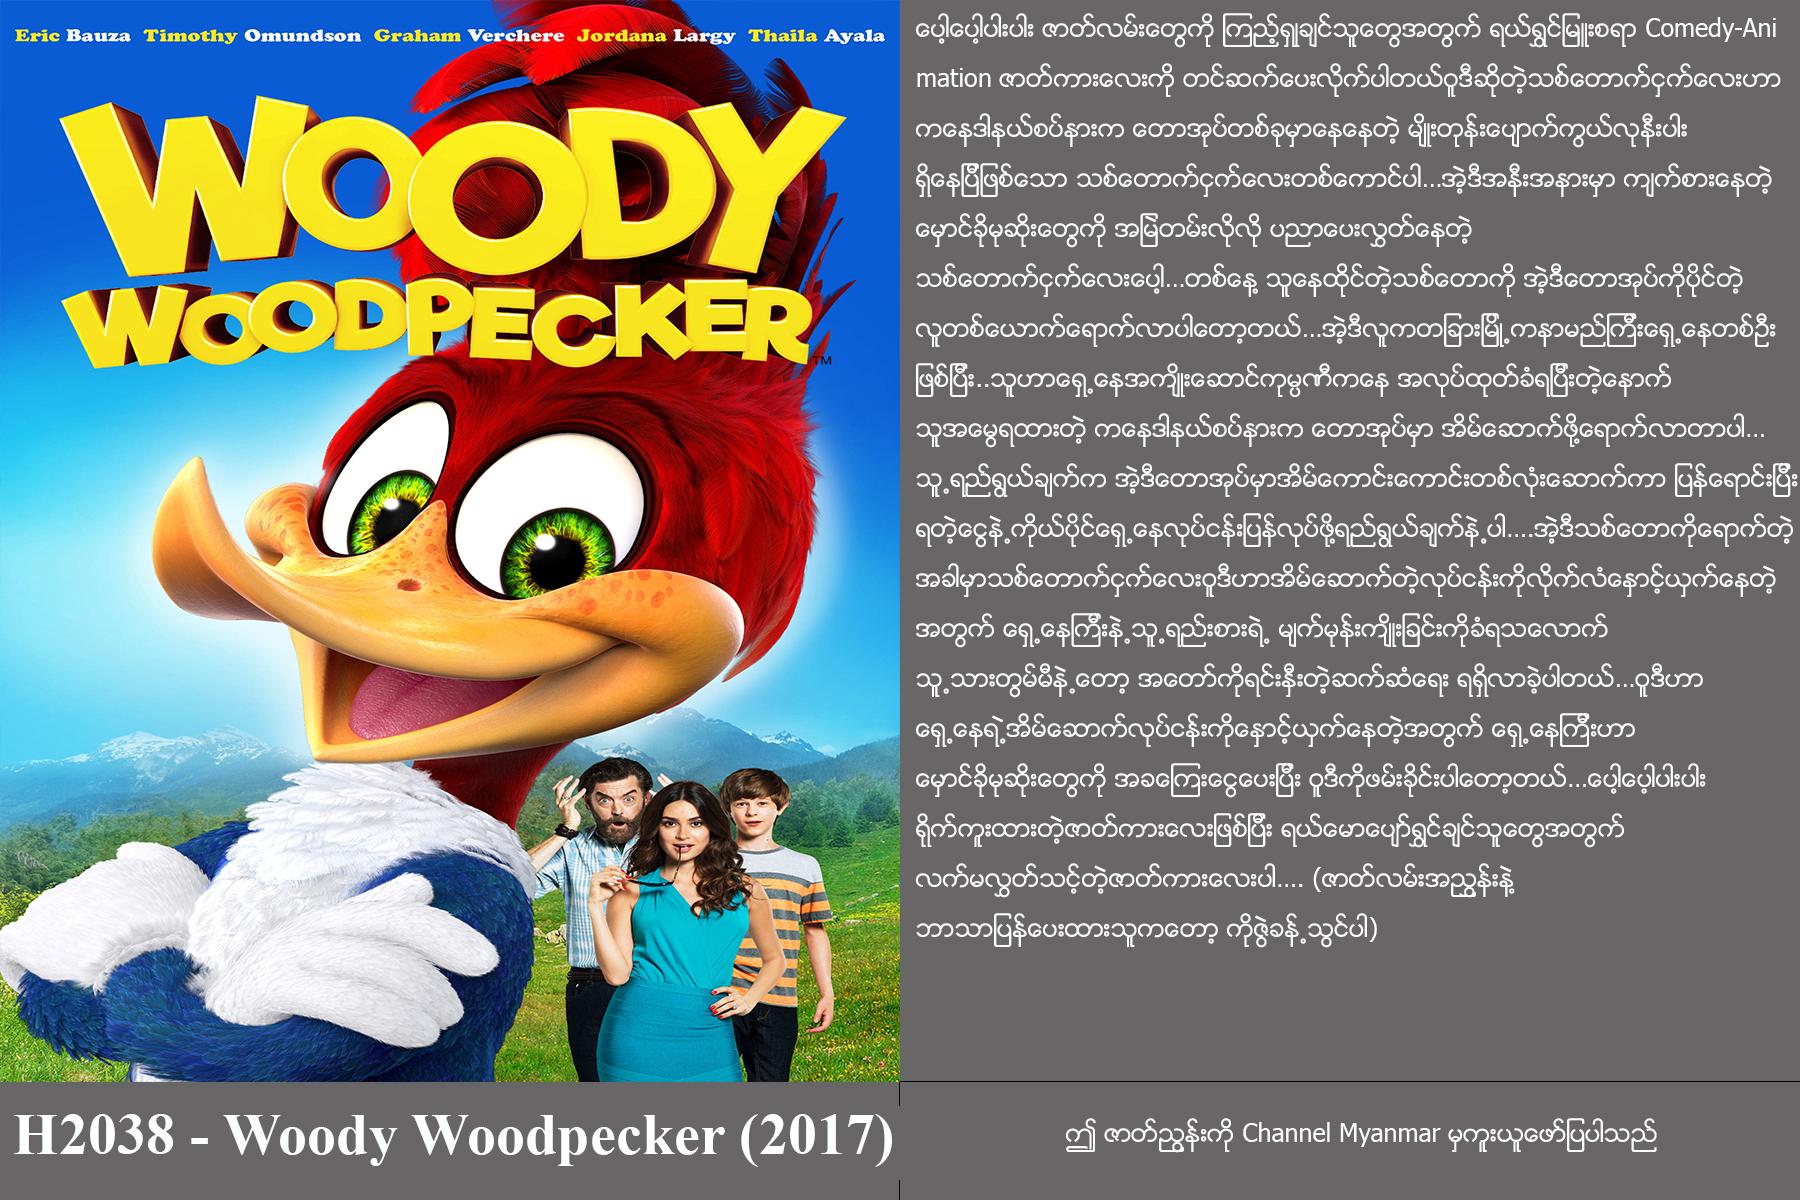 Eric Bauza Timothy Omundson Graham Verchere Jordana Largy Thaila Ayala
WOODY
WOODPECKER™
ပေါ့ပေါ့ပါးပါး ဇာတ်လမ်းတွေကို ကြည့်ရှုချင်သူတွေအတွက် ရယ်ရွှင်မြူးစရာ Comedy-Ani
mation ဇာတ်ကားလေးကို တင်ဆက်ပေးလိုက်ပါတယ်ဝူဒီဆိုတဲ့သစ်တောက်ငှက်လေးဟာ
ကနေဒါနယ်စပ်နားက တောအုပ်တစ်ခုမှာနေနေတဲ့ မျိုးတုန်းပျောက်ကွယ်လုနီးပါး
ရှိနေပြီဖြစ်သော သစ်တောက်ငှက်လေးတစ်ကောင်ပါ...အဲ့ဒီအနီးအနားမှာ ကျက်စားနေတဲ့
မှောင်ခိုမုဆိုးတွေကို အမြဲတမ်းလိုလို ပညာပေးလွှတ်နေတဲ့
သစ်တောက်ငှက်လေးပေါ့...တစ်နေ့ သူနေထိုင်တဲ့သစ်တောကို အဲ့ဒီတောအုပ်ကိုပိုင်တဲ့
လူတစ်ယောက်ရောက်လာပါတော့တယ်...အဲ့ဒီလူကတခြားမြို့ကနာမည်ကြီးရှေ့နေတစ်ဦး
ဖြစ်ပြီး..သူဟာရှေ့နေအကျိုးဆောင်ကုမ္ပဏီကနေ အလုပ်ထုတ်ခံရပြီးတဲ့နောက်
သူအမွေရထားတဲ့ ကနေဒါနယ်စပ်နားက တောအုပ်မှာ အိမ်ဆောက်ဖို့ရောက်လာတာပါ...
သူ့ရည်ရွယ်ချက်က အဲ့ဒီတောအုပ်မှာအိမ်ကောင်းကောင်းတစ်လုံးဆောက်ကာ ပြန်ရောင်းပြီး
ရတဲ့ငွေနဲ့ကိုယ်ပိုင်ရှေ့နေလုပ်ငန်းပြန်လုပ်ဖို့ရည်ရွယ်ချက်နဲ့ပါ....အဲ့ဒီသစ်တောကိုရောက်တဲ့
အခါမှာသစ်တောက်ငှက်လေးဝူဒီဟာအိမ်ဆောက်တဲ့လုပ်ငန်းကိုလိုက်လံနှောင့်ယှက်နေတဲ့
အတွက် ရှေ့နေကြီးနဲ့သူ့ရည်းစားရဲ့ မျက်မုန်းကျိုးခြင်းကိုခံရသလောက်
သူ့သားတွမ်မီနဲ့တော့ အတော်ကိုရင်းနှီးတဲ့ဆက်ဆံရေး ရရှိလာခဲ့ပါတယ်...ဝူဒီဟာ
ရှေ့နေရဲ့အိမ်ဆောက်လုပ်ငန်းကိုနှောင့်ယှက်နေတဲ့အတွက် ရှေ့နေကြီးဟာ
မှောင်ခိုမုဆိုးတွေကို အခကြေးငွေပေးပြီး ဝူဒီကိုဖမ်းခိုင်းပါတော့တယ်...ပေါ့ပေါ့ပါးပါး
ရိုက်ကူးထားတဲ့ဇာတ်ကားလေးဖြစ်ပြီး ရယ်မောပျော်ရွှင်ချင်သူတွေအတွက်
လက်မလွှတ်သင့်တဲ့ဇာတ်ကားလေးပါ.... (ဇာတ်လမ်းအညွှန်းနဲ့
ဘာသာပြန်ပေးထားသူကတော့ ကိုဇွဲခန့်သွင်ပါ)
H2038 - Woody Woodpecker (2017)
ဤ ဇာတ်ညွှန်းကို Channel Myanmar မှကူးယူဖော်ပြပါသည်